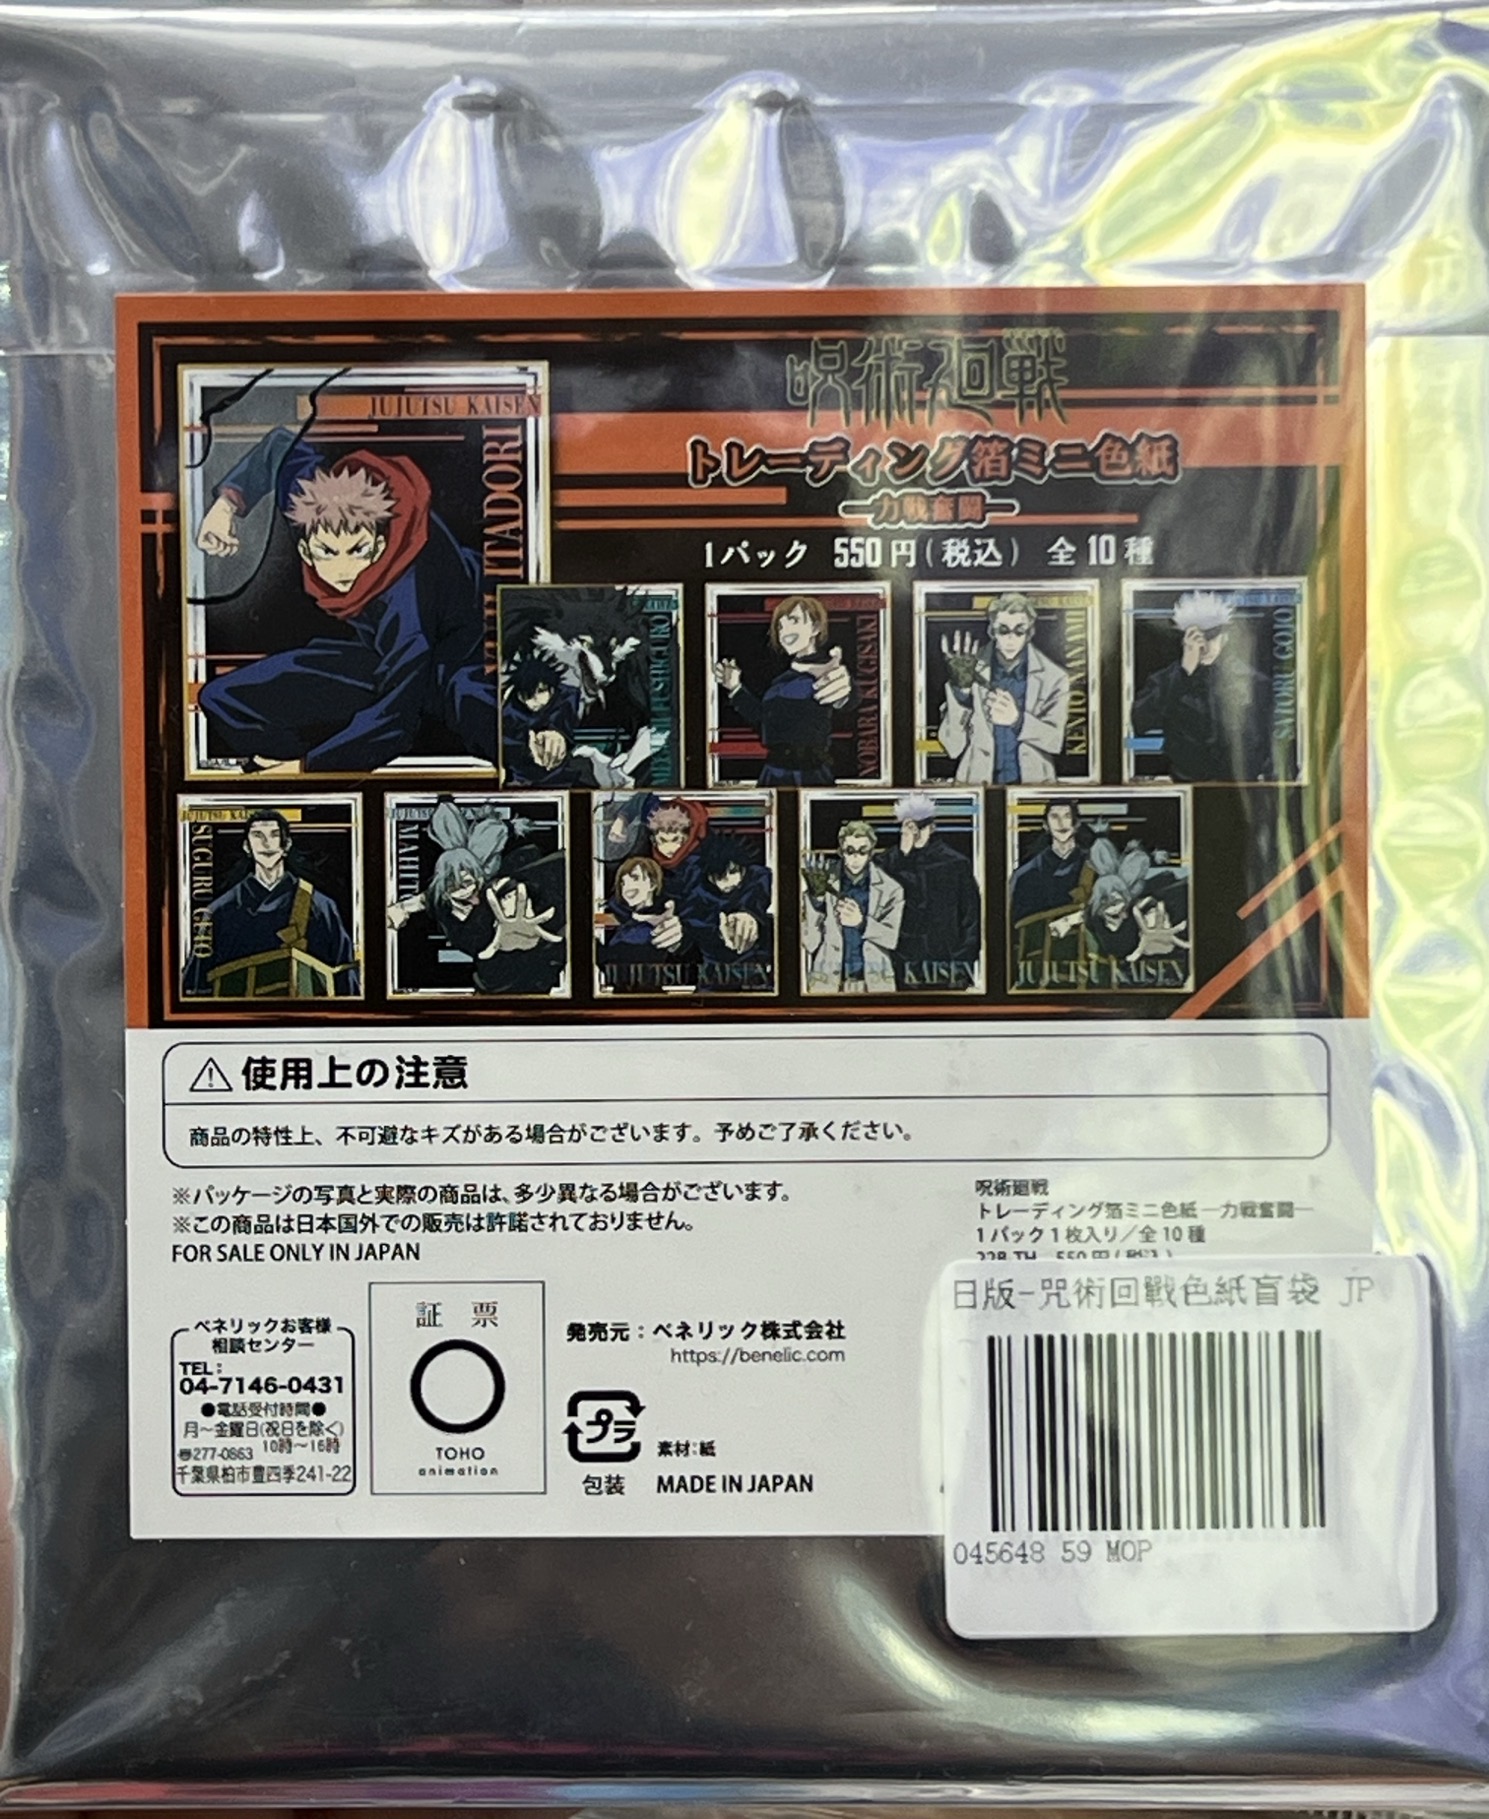 呪術廻戦
トレーディング箔ミニ色紙
―力戦奮闘―
1パック 550円(税込) 全10種
JUJUTSU KAISEN
ITADORI
MEGUMI FUSHIGURO
NOBARA KUGISAKI
KENTO NANAMI
SATORU GOJO
SUGURU GETO
MAHITO
JUJUTSU KAISEN
JUJUTSU KAISEN
JUJUTSU KAISEN
使用上の注意
商品の特性上、不可避なキズがある場合がございます。予めご了承ください。
※パッケージの写真と実際の商品は、多少異なる場合がございます。
※この商品は日本国外での販売は許諾されておりません。
FOR SALE ONLY IN JAPAN
呪術廻戦
トレーディング箔ミニ色紙 ―力戦奮闘―
1パック1枚入り/全10種
ベネリックお客様
相談センター
TEL:
04-7146-0431
●電話受付時間●
月~金曜日(祝日を除く)
10時~16時
〒277-0863
千葉県柏市豊四季241-22
証 票
TOHO
animation
発売元:ベネリック株式会社
https://benelic.com
プラ
包装
素材:紙
MADE IN JAPAN
日版-咒術回戰色紙盲袋 JP
045648 59 MOP